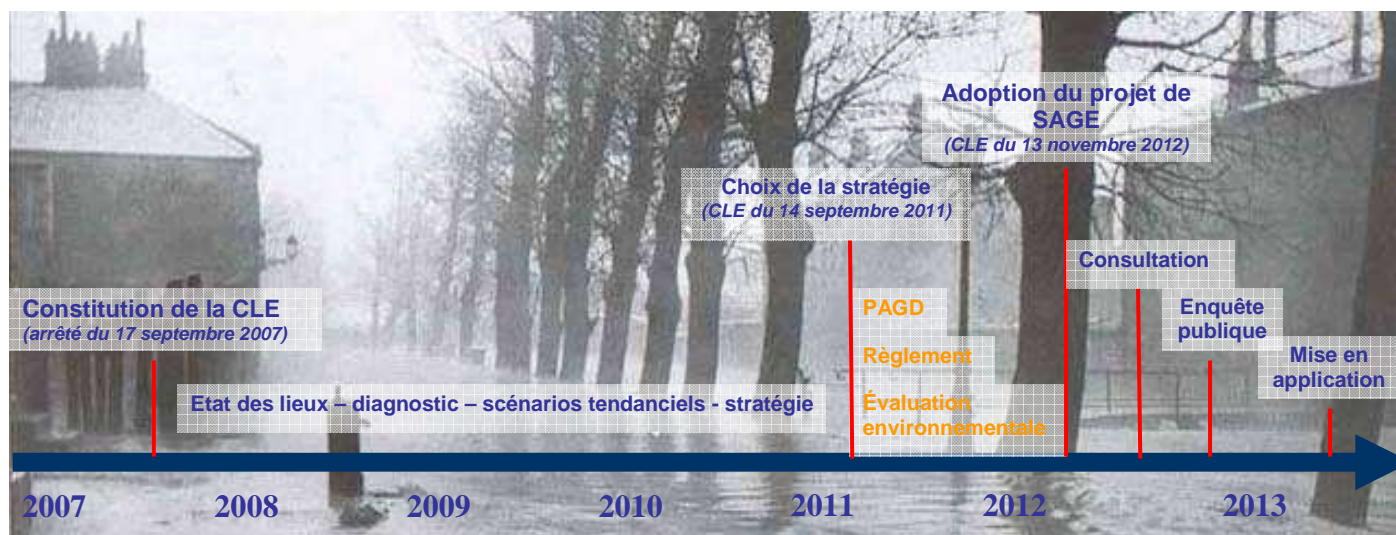 Adoption du projet de
SAGE
(CLE du 13 novembre 2012)
Choix de la stratégie
(CLE du 14 septembre 2011)
Consultation
Constitution de la CLE
(arrêté du 17 septembre 2007)
PAGD
Enquête
publique
Règlement
Mise en
application
Etat des lieux – diagnostic – scénarios tendanciels - stratégie
Évaluation
environnementale
2007 2008 2009 2010 2011 2012 2013